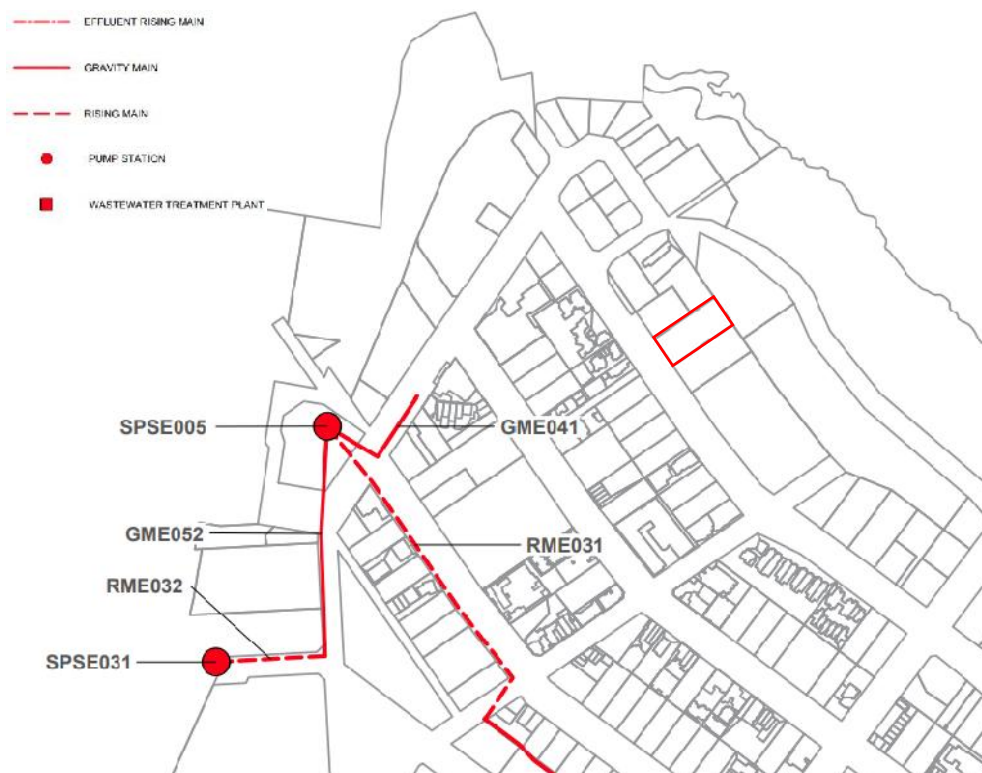 EFFLUENT RISING MAIN
GRAVITY MAIN
RISING MAIN
PUMP STATION
WASTEWATER TREATMENT PLANT
SPSE005
GME041
GME052
RME031
RME032
SPSE031